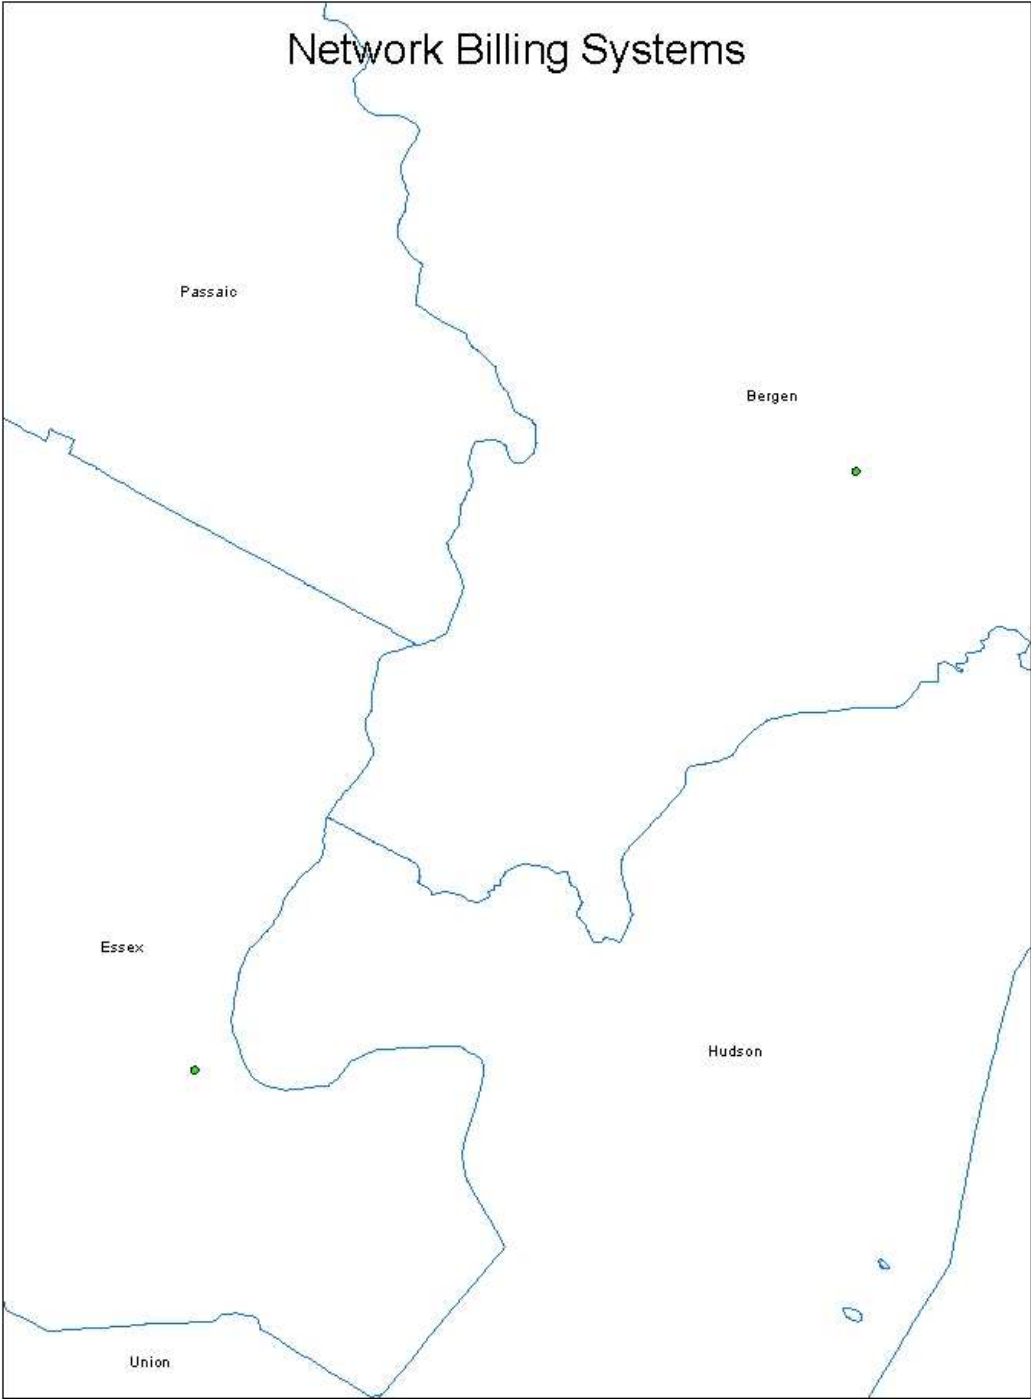 Network Billing Systems
Passaic
Bergen
Essex
Hudson
Union